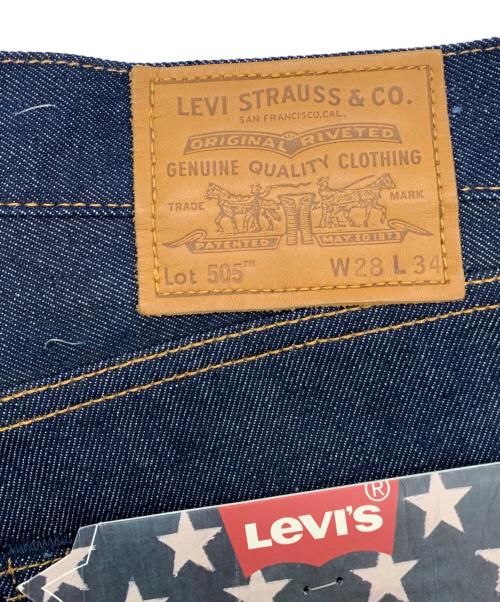 LEVI STRAUSS & CO.
SAN FRANCISCO, CAL.
ORIGINAL RIVETED
GENUINE QUALITY CLOTHING
TRADE MARK
PATENTED MAY 20 1873
Lot 505™ W28 L 34
LEVI'S®